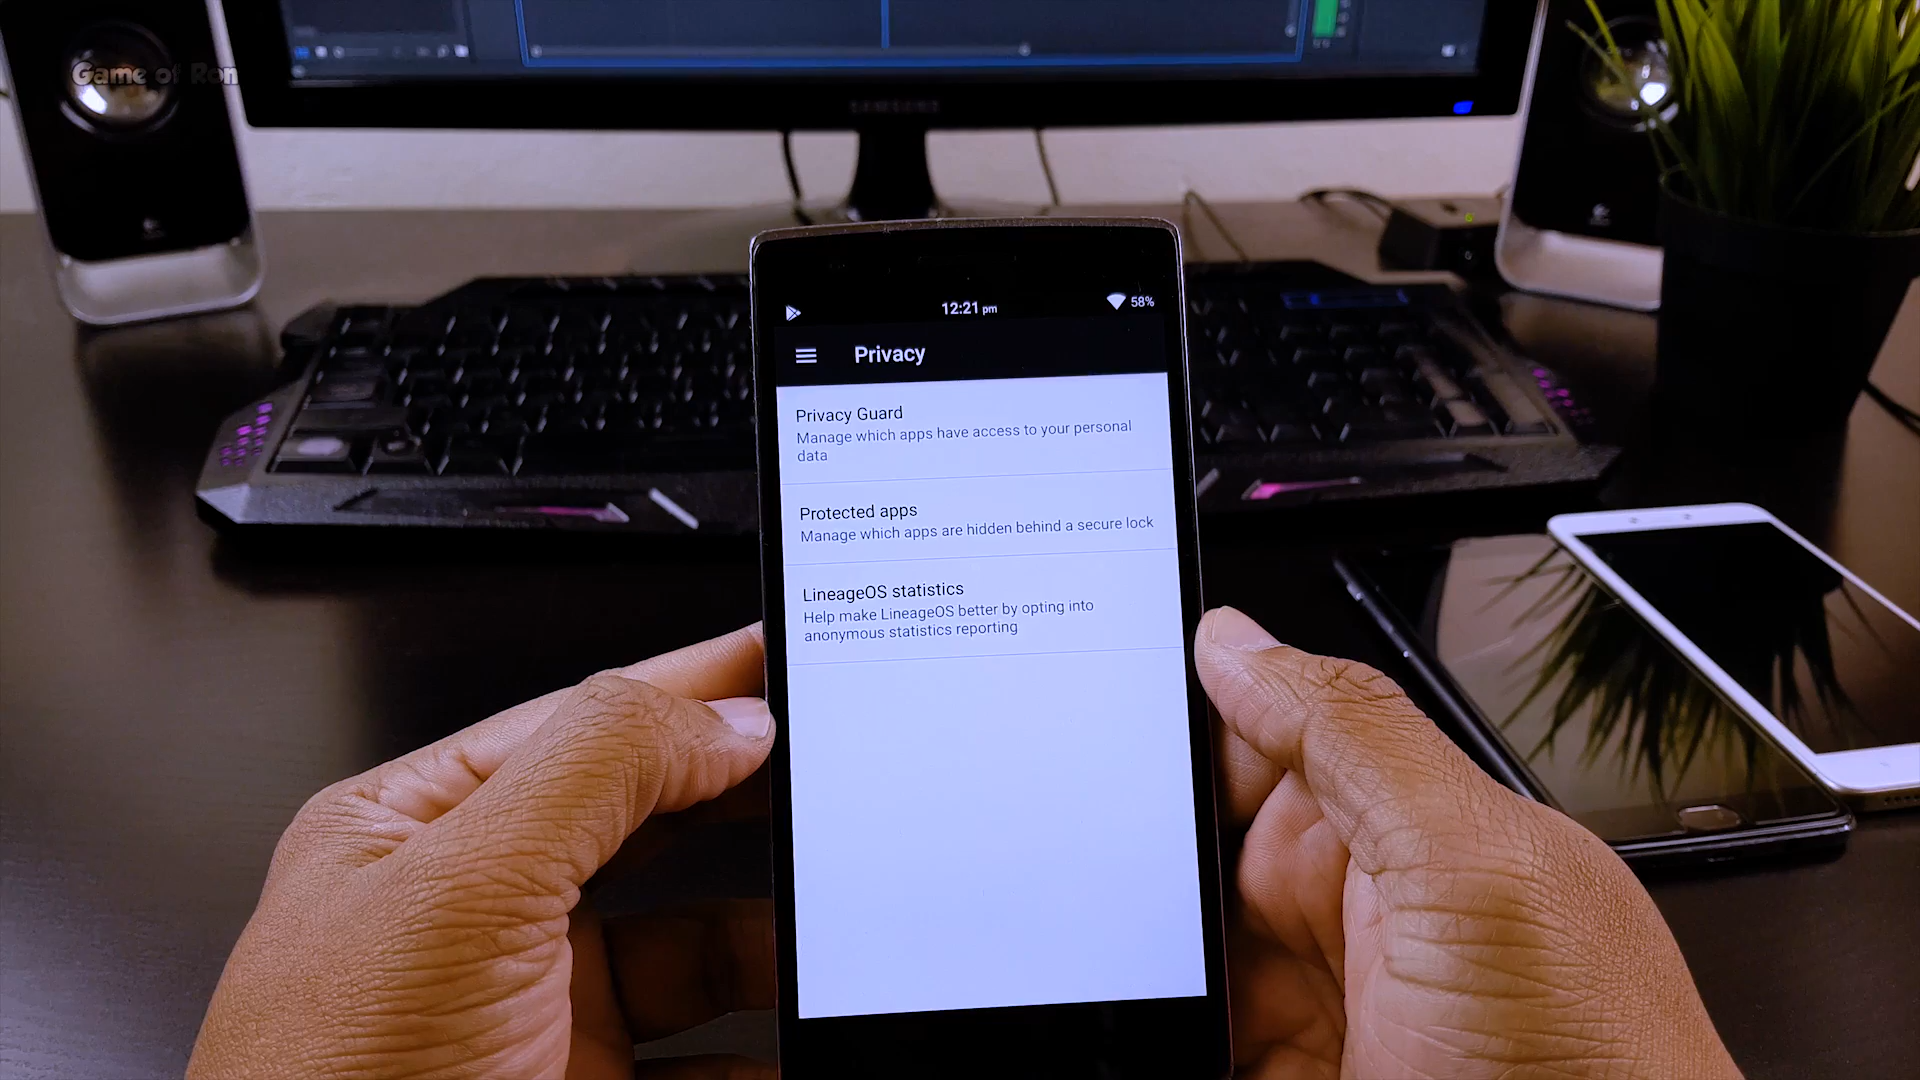 Game of Rom
SAMSUNG
12:21 pm
58%
Privacy
Privacy Guard
Manage which apps have access to your personal
data
Protected apps
Manage which apps are hidden behind a secure lock
LineageOS statistics
Help make LineageOS better by opting into
anonymous statistics reporting